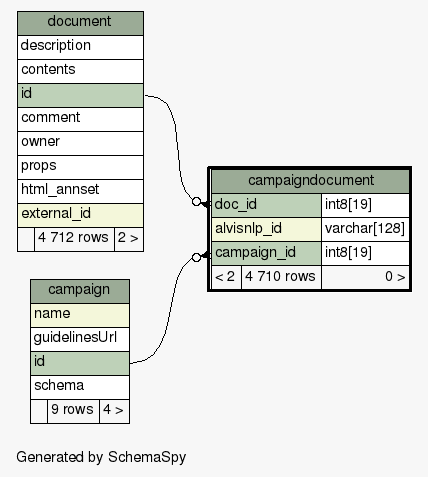 document
description
contents
id
comment
owner
props
html_annset
external_id
4 712 rows 2 >
campaigndocument
doc_id int8[19]
alvisnlp_id varchar[128]
campaign_id int8[19]
< 2 4 710 rows 0 >
campaign
name
guidelinesUrl
id
schema
9 rows 4 >
Generated by SchemaSpy